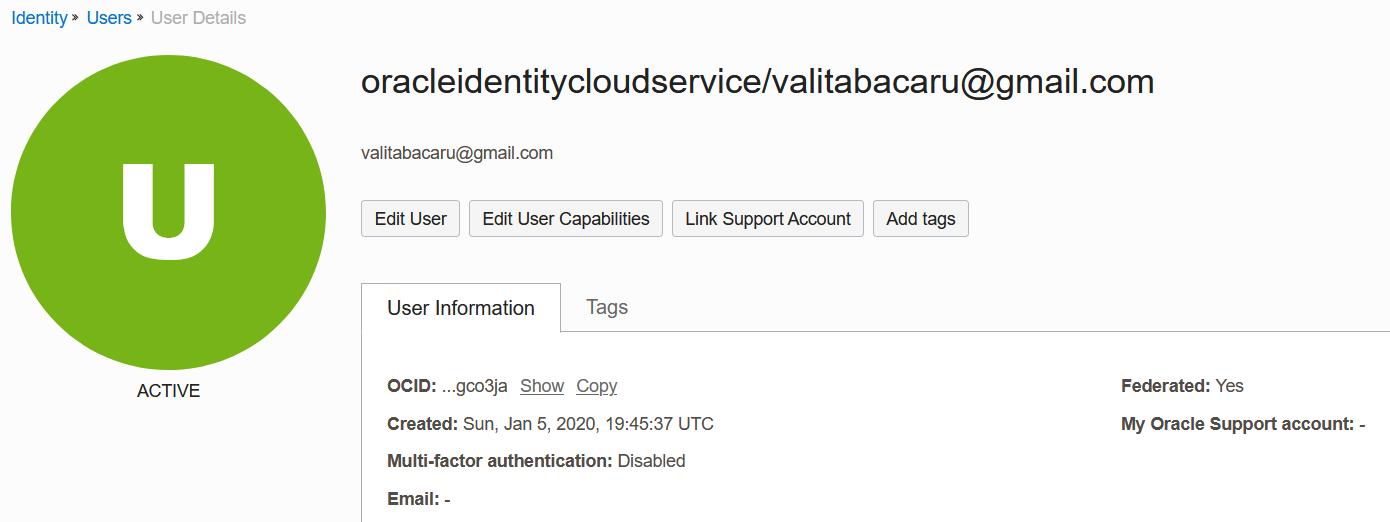 Identity » Users » User Details
U
ACTIVE
oracleidentitycloudservice/valitabacaru@gmail.com
valitabacaru@gmail.com
Edit User Edit User Capabilities Link Support Account Add tags
User Information Tags
OCID: ...gco3ja Show Copy Federated: Yes
Created: Sun, Jan 5, 2020, 19:45:37 UTC My Oracle Support account: -
Multi-factor authentication: Disabled
Email: -